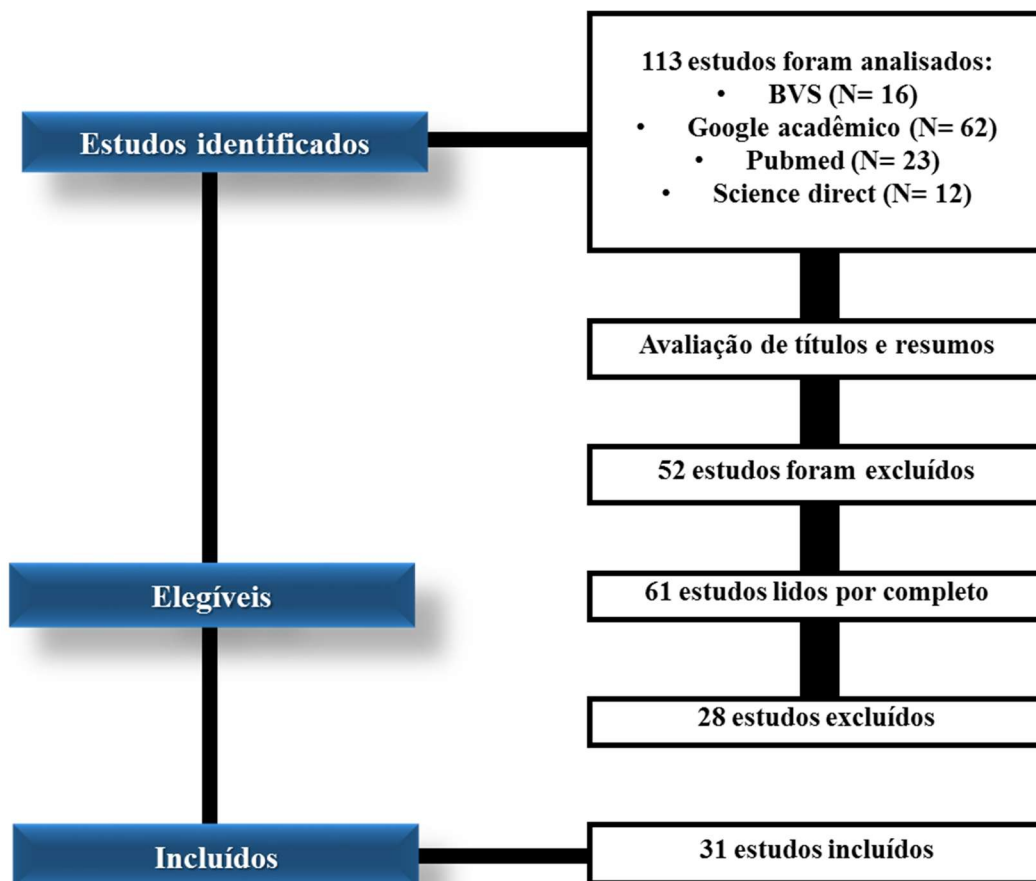 Estudos identificados
113 estudos foram analisados:
• BVS (N= 16)
• Google acadêmico (N= 62)
• Pubmed (N= 23)
• Science direct (N= 12)
Avaliação de títulos e resumos
52 estudos foram excluídos
Elegíveis
61 estudos lidos por completo
28 estudos excluídos
Incluídos
31 estudos incluídos